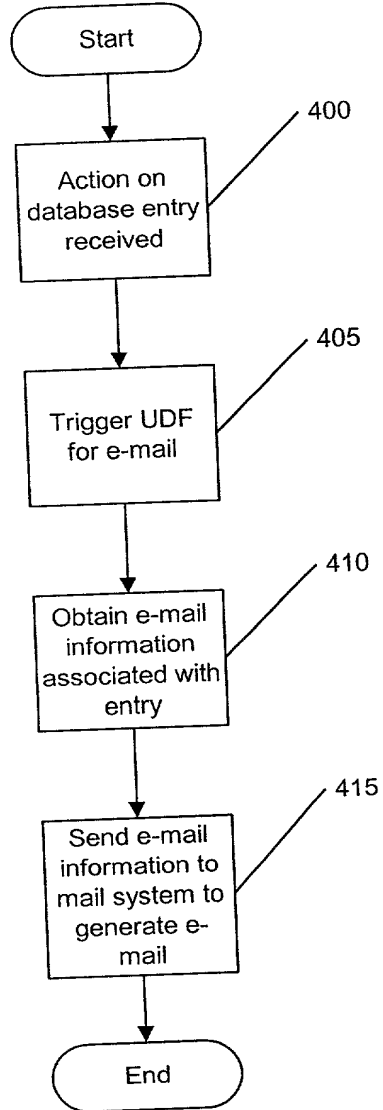 Start
400
Action on
database entry
received
405
Trigger UDF
for e-mail
410
Obtain e-mail
information
associated with
entry
415
Send e-mail
information to
mail system to
generate e-
mail
End